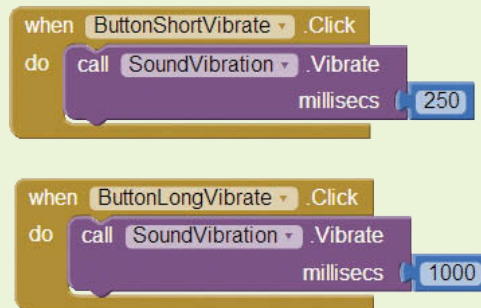 when ButtonShortVibrate .Click
do call SoundVibration .Vibrate
millisecs 250
when ButtonLongVibrate .Click
do call SoundVibration .Vibrate
millisecs 1000